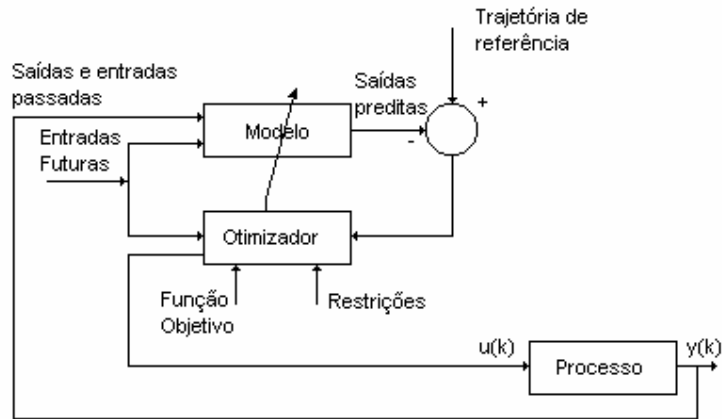 Trajetória de
referência
Saídas e entradas
passadas
Saídas
preditas
+
Modelo
-
Entradas
Futuras
Otimizador
Função
Objetivo
Restrições
u(k)
Processo
y(k)